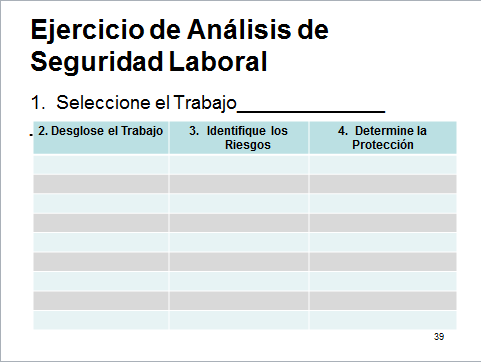 Ejercicio de Análisis de
Seguridad Laboral
1. Seleccione el Trabajo______________
2. Desglose el Trabajo
3. Identifique los
Riesgos
4. Determine la
Protección
39